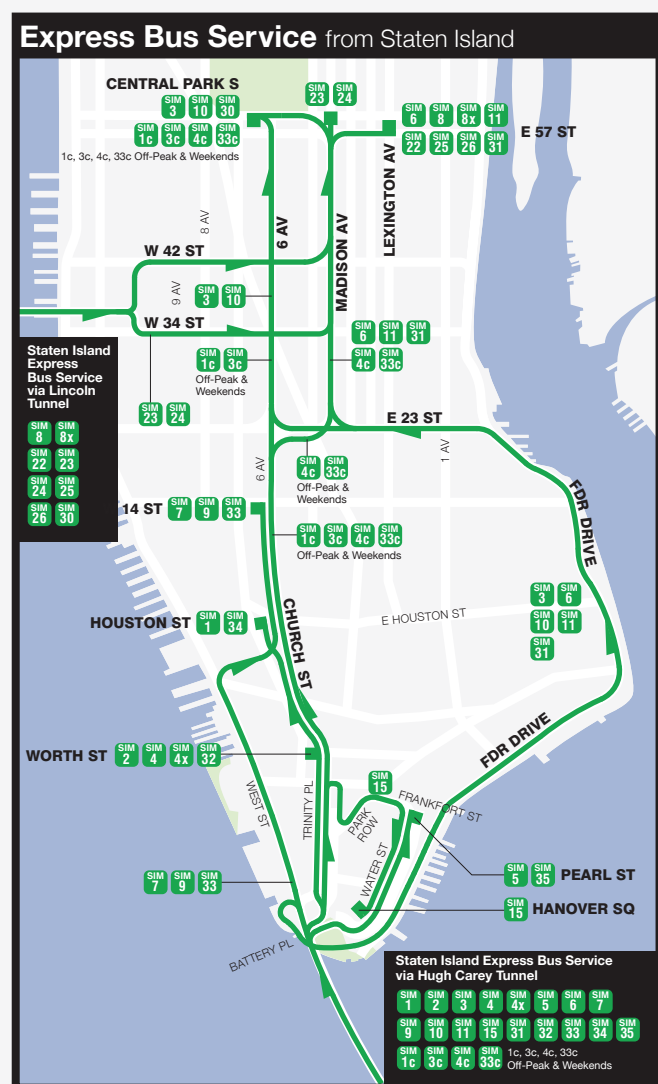 Express Bus Service from Staten Island
CENTRAL PARK S
SIM 3 SIM 10 SIM 30
SIM 1c SIM 3c SIM 4c SIM 33c
1c, 3c, 4c, 33c Off-Peak & Weekends
SIM 23 SIM 24
SIM 6 SIM 8 SIM 8x SIM 11
E 57 ST
SIM 22 SIM 25 SIM 26 SIM 31
LEXINGTON AV
MADISON AV
6 AV
8 AV
W 42 ST
9 AV
SIM 3 SIM 10
W 34 ST
SIM 6 SIM 11 SIM 31
SIM 4c SIM 33c
SIM 1c SIM 3c
Off-Peak &
Weekends
Staten Island
Express
Bus Service
via Lincoln
Tunnel
SIM 8 SIM 8x
SIM 22 SIM 23
SIM 24 SIM 25
SIM 26 SIM 30
SIM 23 SIM 24
E 23 ST
1 AV
6 AV
SIM 4c SIM 33c
Off-Peak &
Weekends
FDR DRIVE
14 ST SIM 7 SIM 9 SIM 33
SIM 1c SIM 3c SIM 4c SIM 33c
Off-Peak & Weekends
SIM 3 SIM 6
SIM 10 SIM 11
SIM 31
HOUSTON ST SIM 1 SIM 34
CHURCH ST
E HOUSTON ST
FDR DRIVE
WORTH ST SIM 2 SIM 4 SIM 4x SIM 32
WEST ST
TRINITY PL
SIM 15
PARK
ROW
FRANKFORT ST
WATER ST
SIM 7 SIM 9 SIM 33
SIM 5 SIM 35 PEARL ST
SIM 15 HANOVER SQ
BATTERY PL
Staten Island Express Bus Service
via Hugh Carey Tunnel
SIM 1 SIM 2 SIM 3 SIM 4 SIM 4x SIM 5 SIM 6 SIM 7
SIM 9 SIM 10 SIM 11 SIM 15 SIM 31 SIM 32 SIM 33 SIM 34 SIM 35
SIM 1c SIM 3c SIM 4c SIM 33c
1c, 3c, 4c, 33c
Off-Peak & Weekends